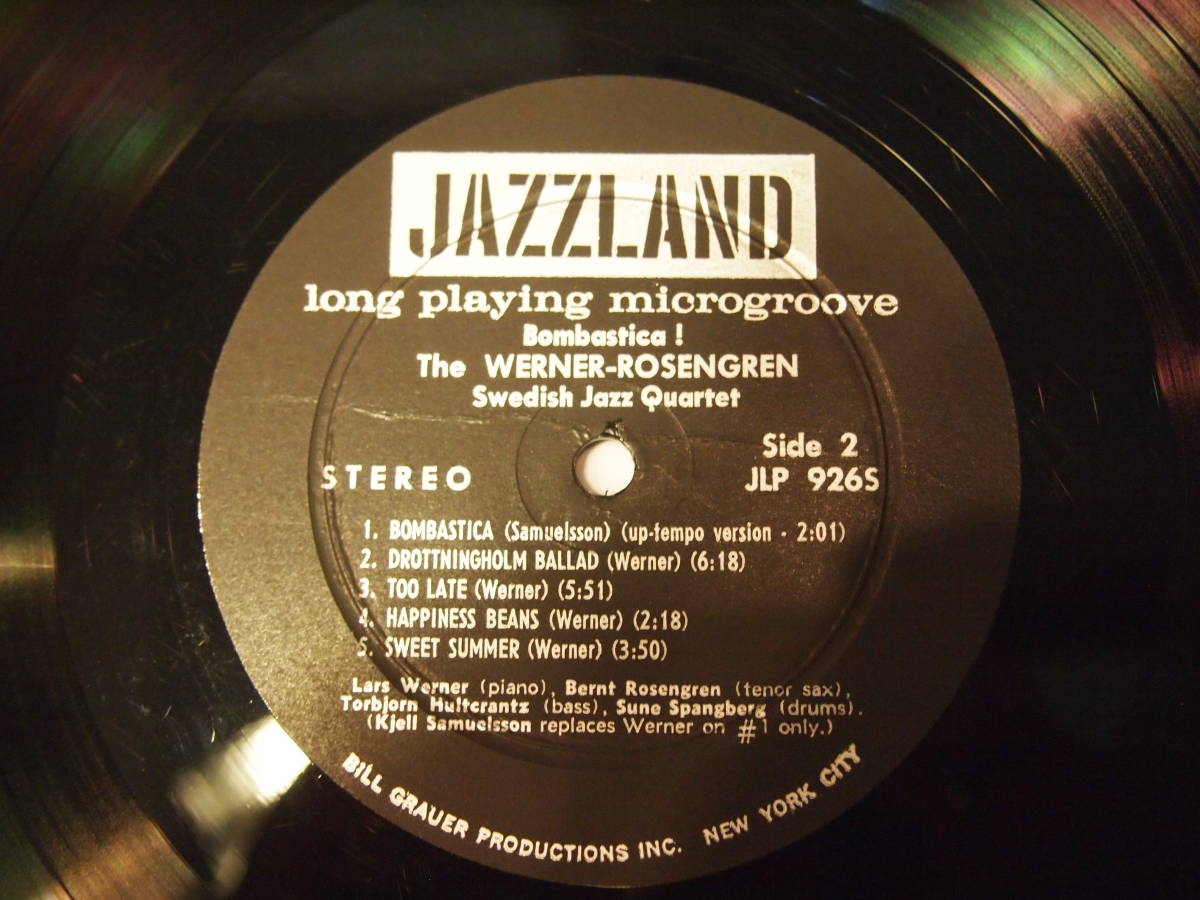 JAZZLAND
long playing microgroove
Bombastica !
The WERNER-ROSENGREN
Swedish Jazz Quartet
Side 2
STEREO JLP 926S
1. BOMBASTICA (Samuelsson) (up-tempo version - 2:01)
2. DROTTNINGHOLM BALLAD (Werner) (6:18)
3. TOO LATE (Werner) (5:51)
4. HAPPINESS BEANS (Werner) (2:18)
5. SWEET SUMMER (Werner) (3:50)
Lars Werner (piano), Bernt Rosengren (tenor sax),
Torbjorn Hultcrantz (bass), Sune Spangberg (drums).
(Kjell Samuelsson replaces Werner on #1 only.)
BILL GRAUER PRODUCTIONS INC. NEW YORK CITY